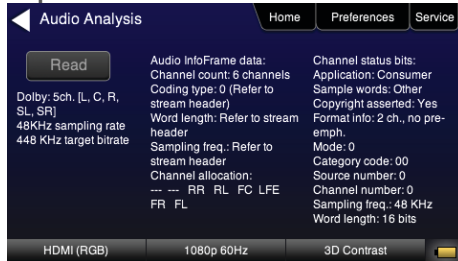 Audio Analysis
Home
Preferences
Service
Read
Dolby: 5ch. [L, C, R,
SL, SR]
48KHz sampling rate
448 KHz target bitrate
Audio InfoFrame data:
Channel count: 6 channels
Coding type: 0 (Refer to
stream header)
Word length: Refer to stream
header
Sampling freq.: Refer to
stream header
Channel allocation:
--- --- RR RL FC LFE
FR FL
Channel status bits:
Application: Consumer
Sample words: Other
Copyright asserted: Yes
Format info: 2 ch., no pre-
emph.
Mode: 0
Category code: 00
Source number: 0
Channel number: 0
Sampling freq.: 48 KHz
Word length: 16 bits
HDMI (RGB)
1080p 60Hz
3D Contrast